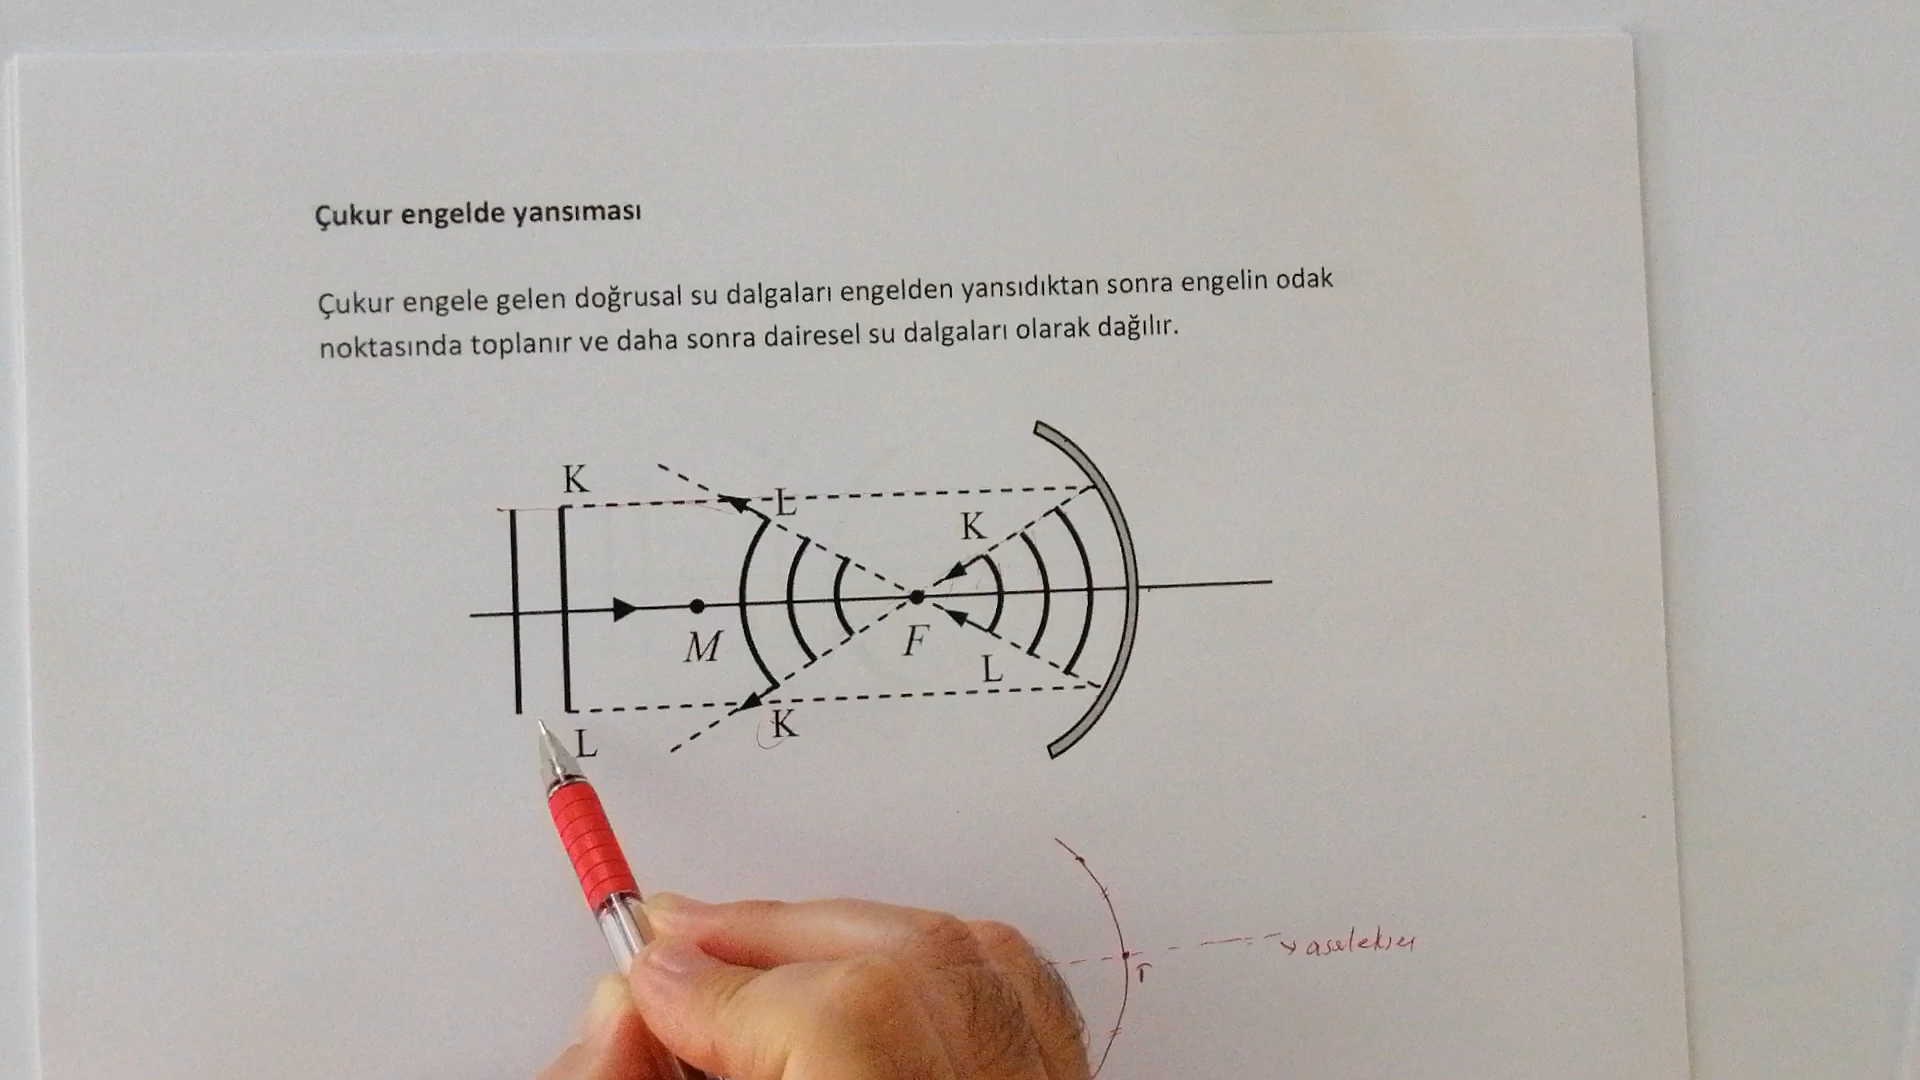 Çukur engelde yansıması
Çukur engele gelen doğrusal su dalgaları engelden yansıdıktan sonra engelin odak
noktasında toplanır ve daha sonra dairesel su dalgaları olarak dağılır.
K
L
K
M
F
L
K
L
T